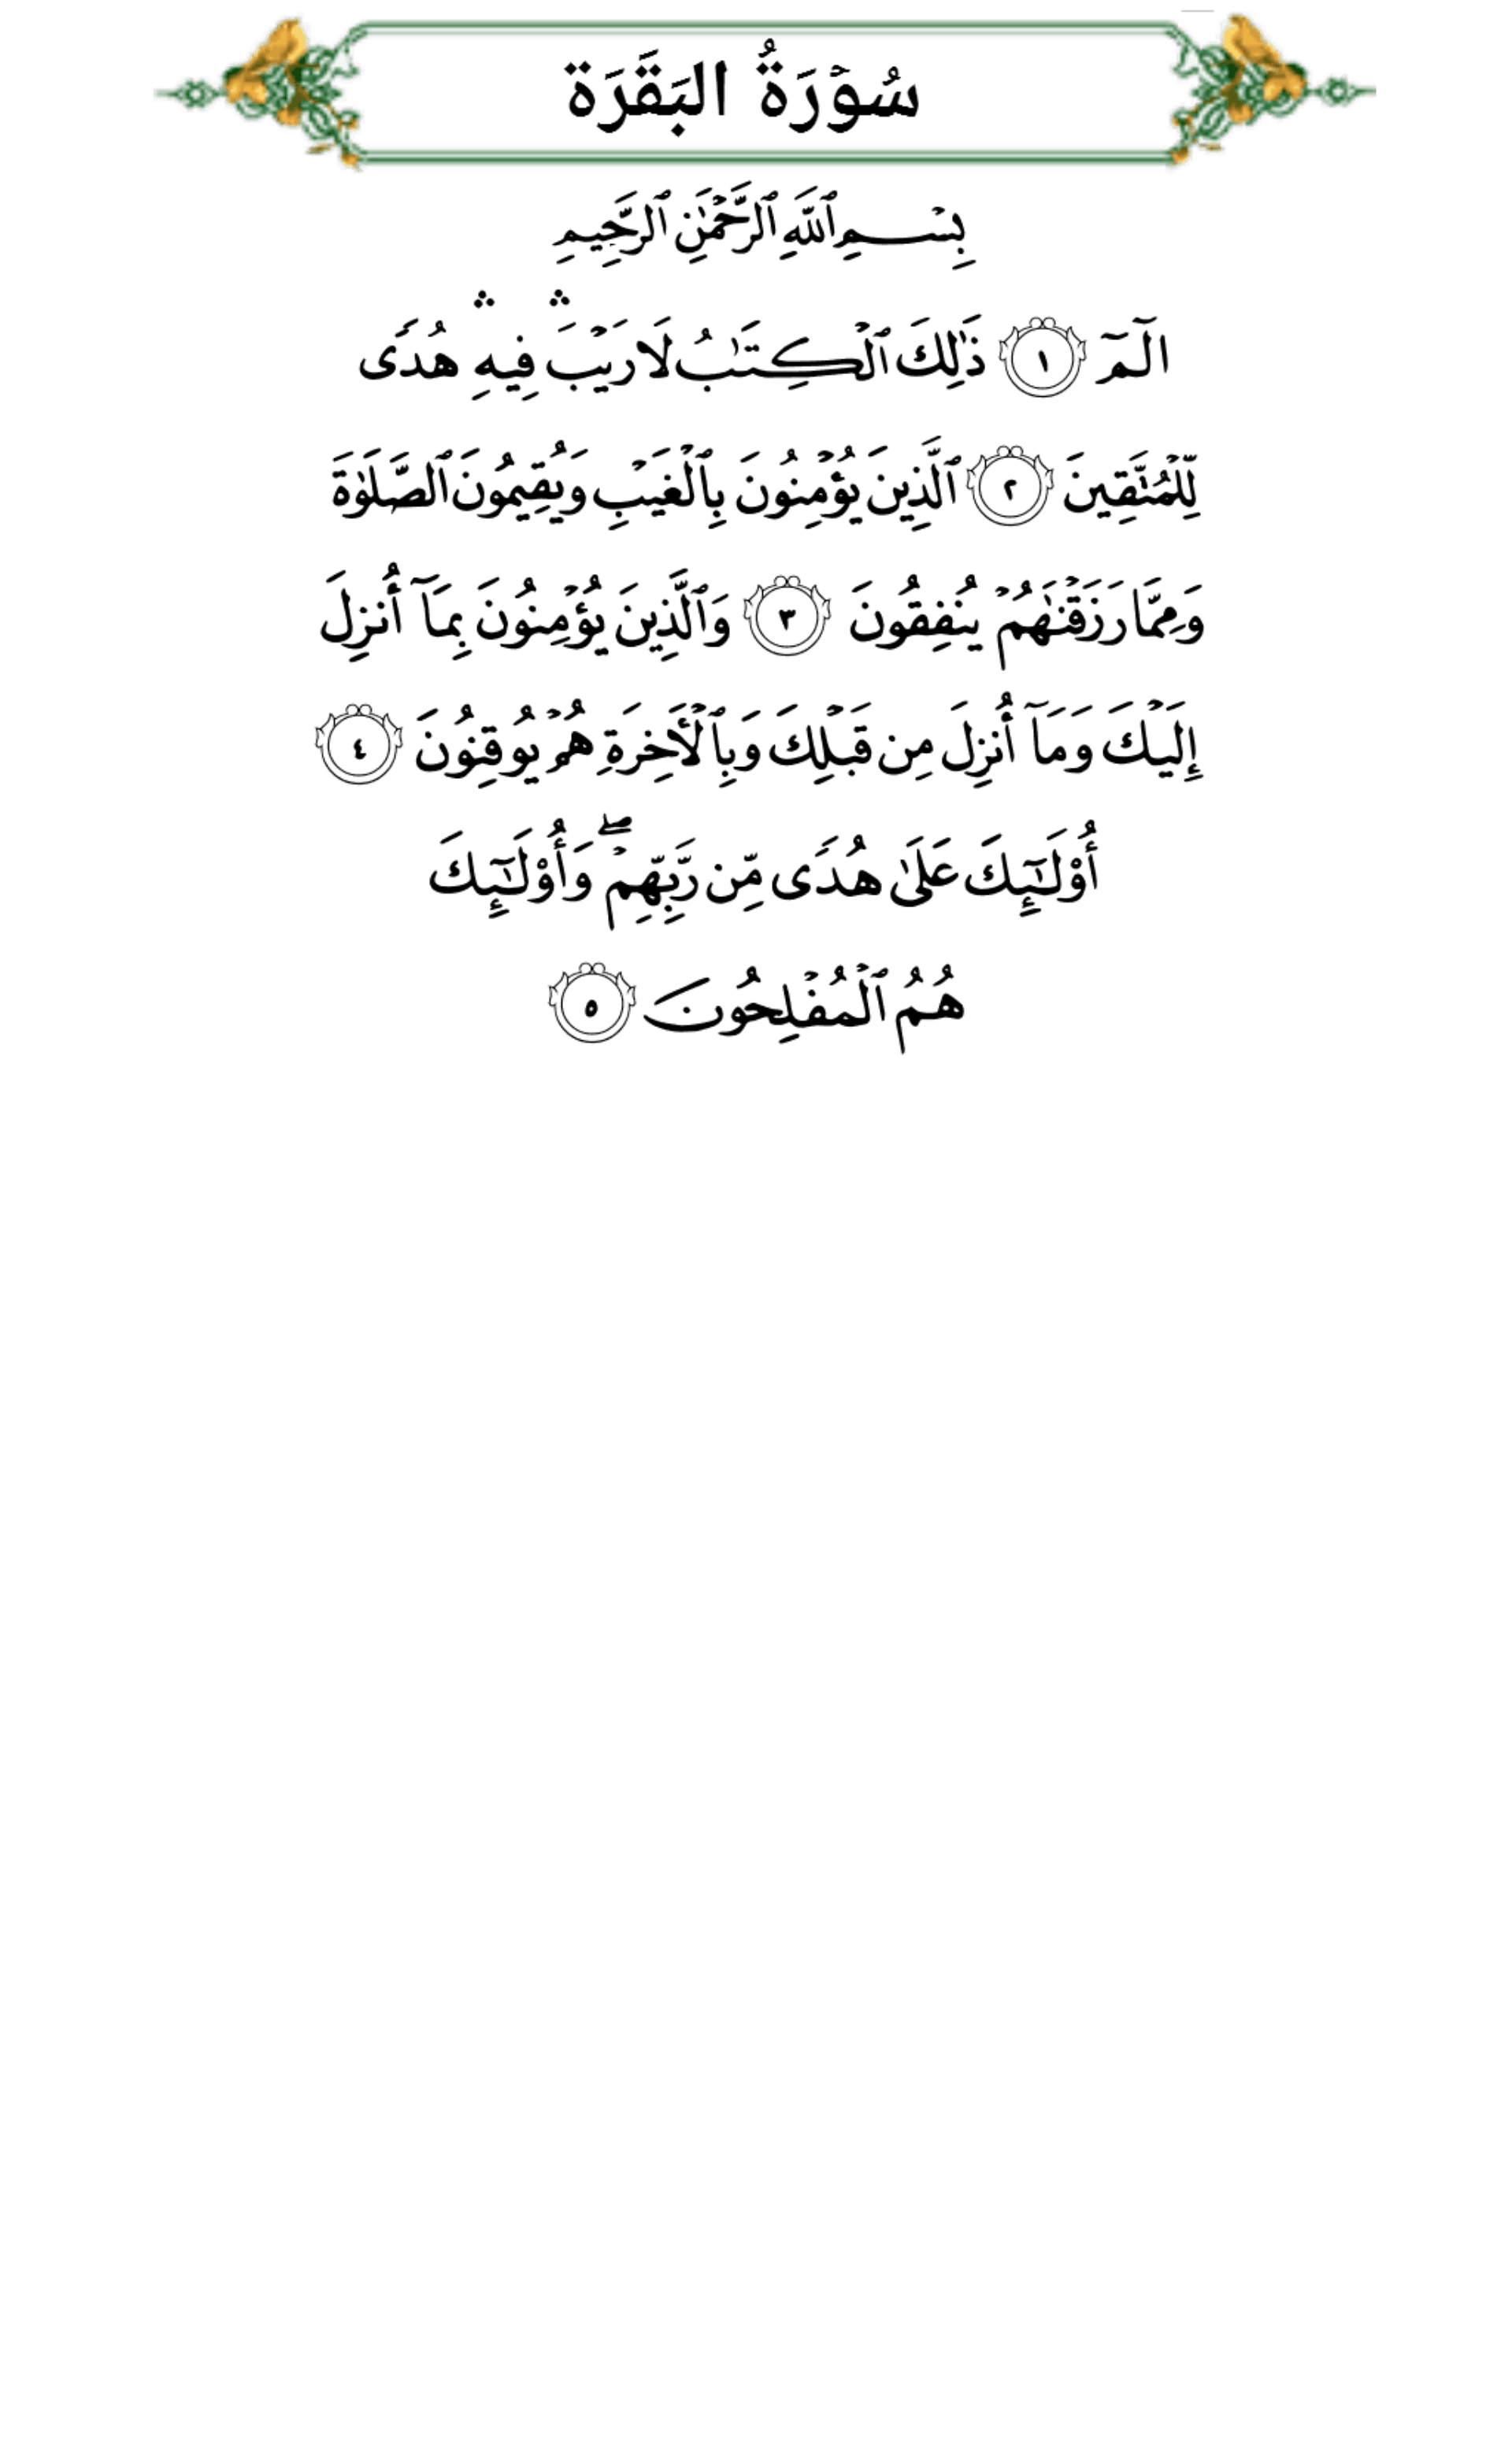 سُوْرَةُ البَقَرَة
بِسْمِ ٱللَّهِ ٱلرَّحْمَٰنِ ٱلرَّحِيمِ
الٓمٓ ١ ذَٰلِكَ ٱلْكِتَٰبُ لَا رَيْبَ ۛ فِيهِ ۛ هُدًى
لِّلْمُتَّقِينَ ٢ ٱلَّذِينَ يُؤْمِنُونَ بِٱلْغَيْبِ وَيُقِيمُونَ ٱلصَّلَوٰةَ
وَمِمَّا رَزَقْنَٰهُمْ يُنفِقُونَ ٣ وَٱلَّذِينَ يُؤْمِنُونَ بِمَآ أُنزِلَ
إِلَيْكَ وَمَآ أُنزِلَ مِن قَبْلِكَ وَبِٱلْأَخِرَةِ هُمْ يُوقِنُونَ ٤
أُوْلَٰٓئِكَ عَلَىٰ هُدًى مِّن رَّبِّهِمْ ۖ وَأُوْلَٰٓئِكَ
هُمُ ٱلْمُفْلِحُونَ ٥